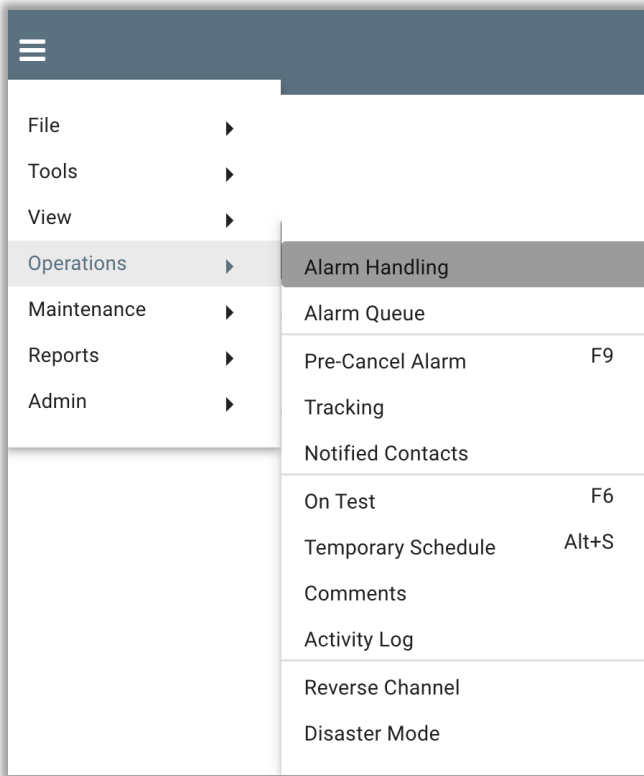 File
Tools
View
Operations
Maintenance
Reports
Admin
Alarm Handling
Alarm Queue
Pre-Cancel Alarm F9
Tracking
Notified Contacts
On Test F6
Temporary Schedule Alt+S
Comments
Activity Log
Reverse Channel
Disaster Mode